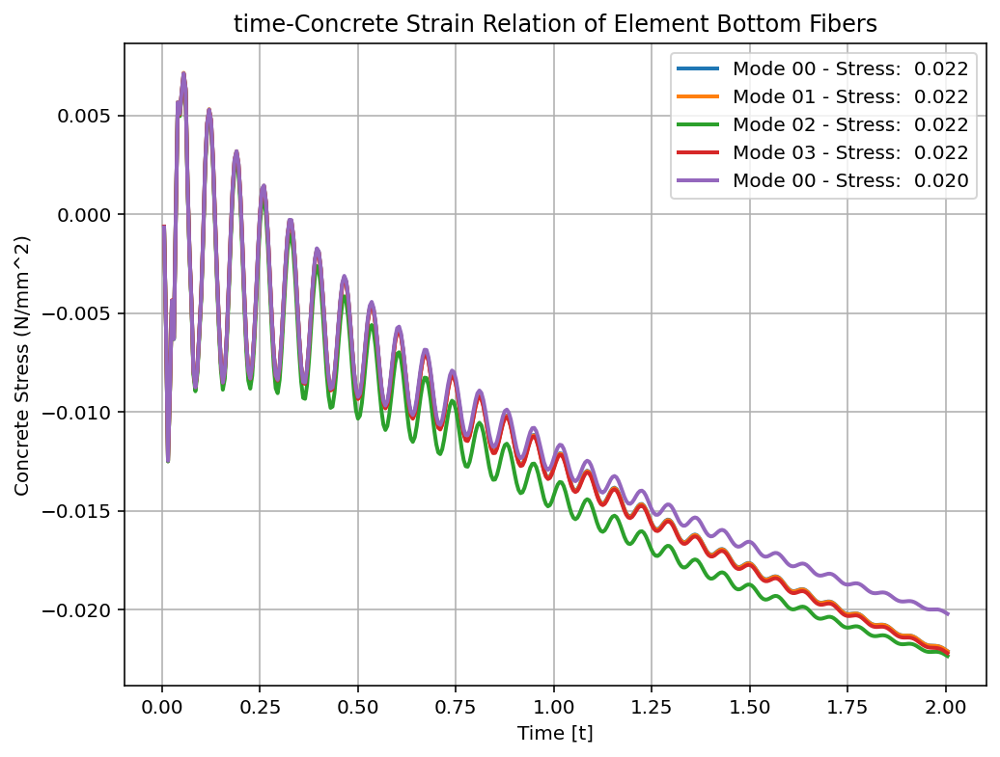 time-Concrete Strain Relation of Element Bottom Fibers
Mode 00 - Stress:  0.022
Mode 01 - Stress:  0.022
Mode 02 - Stress:  0.022
Mode 03 - Stress:  0.022
Mode 00 - Stress:  0.020
Concrete Stress (N/mm^2)
0.005
0.000
−0.005
−0.010
−0.015
−0.020
0.00 0.25 0.50 0.75 1.00 1.25 1.50 1.75 2.00
Time [t]